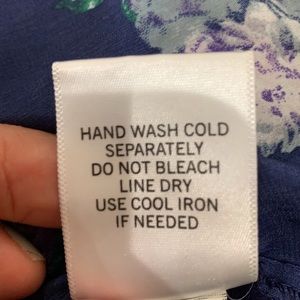 HAND WASH COLD
SEPARATELY
DO NOT BLEACH
LINE DRY
USE COOL IRON
IF NEEDED